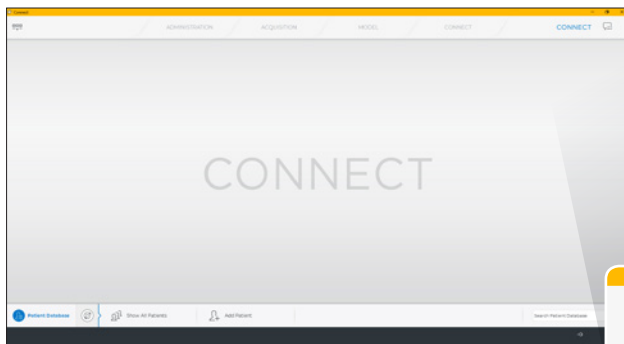 Connect
ADMINISTRATION ACQUISITION MODEL CONNECT CONNECT
CONNECT
Patient Database Show All Patients Add Patient Search Patient Database